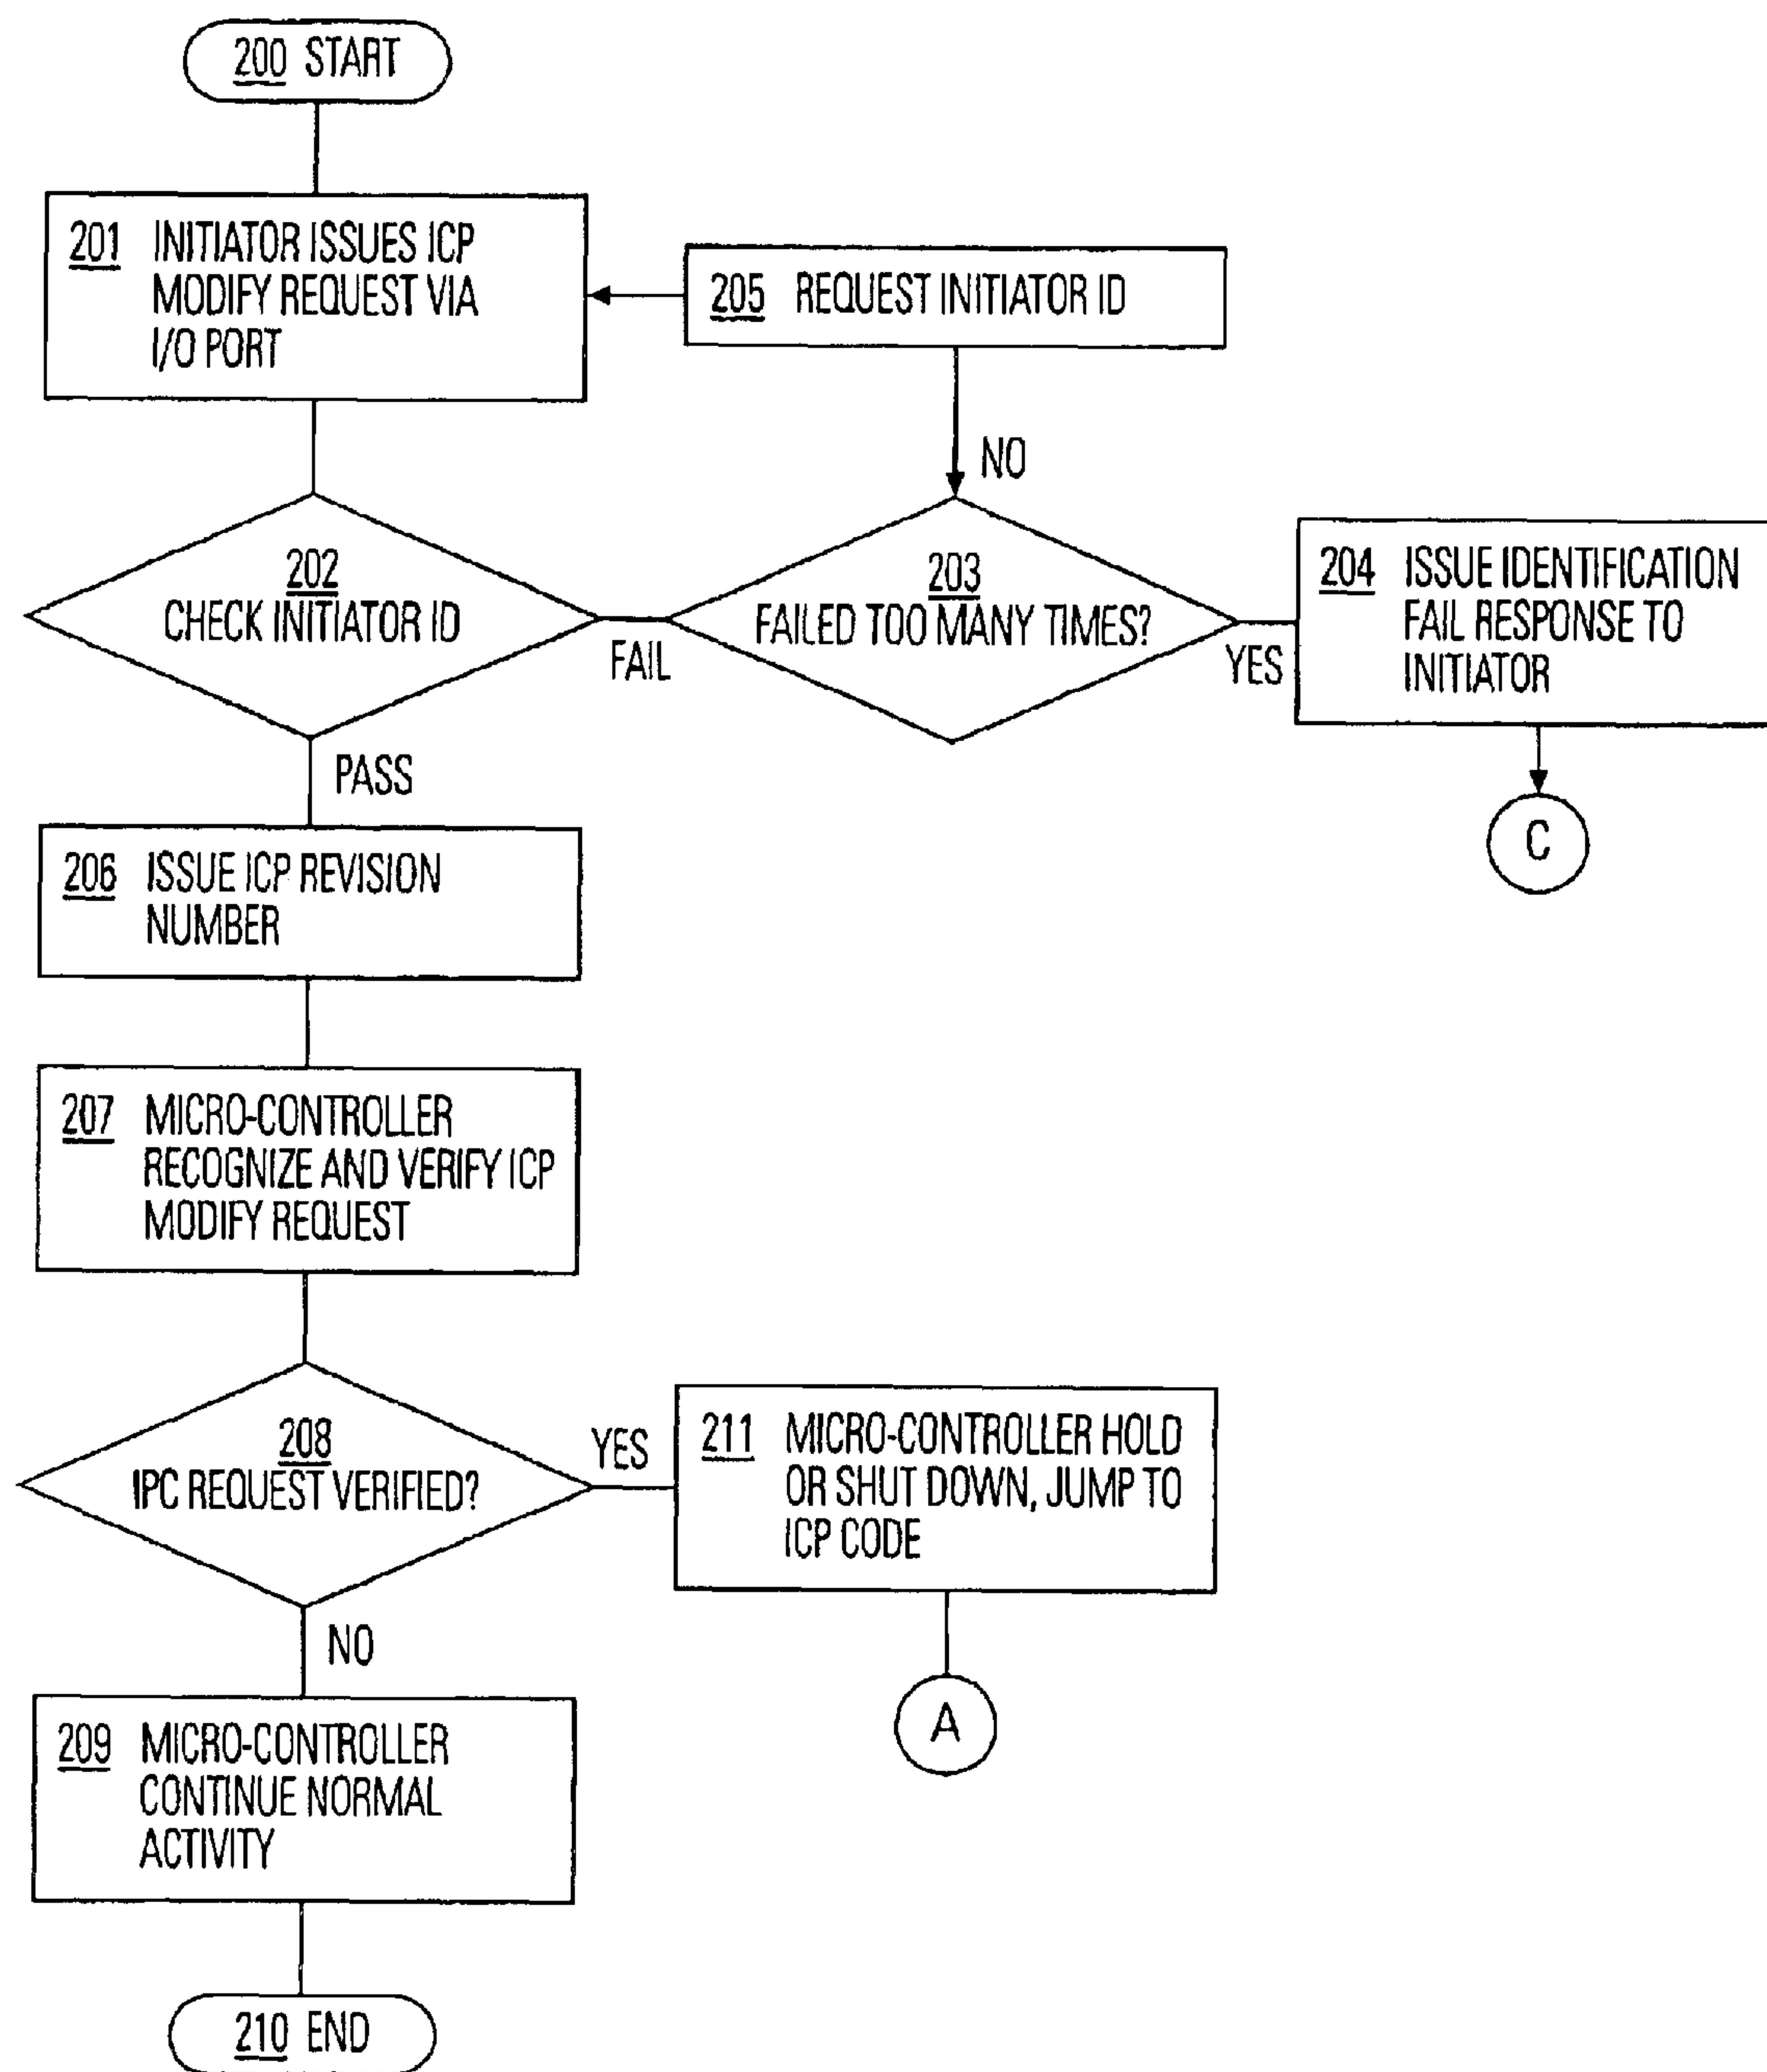 200 START
201 INITIATOR ISSUES ICP
MODIFY REQUEST VIA
I/O PORT
205 REQUEST INITIATOR ID
NO
202
CHECK INITIATOR ID
FAIL
203
FAILED TOO MANY TIMES?
YES
204 ISSUE IDENTIFICATION
FAIL RESPONSE TO
INITIATOR
C
PASS
206 ISSUE ICP REVISION
NUMBER
207 MICRO-CONTROLLER
RECOGNIZE AND VERIFY ICP
MODIFY REQUEST
208
IPC REQUEST VERIFIED?
YES
211 MICRO-CONTROLLER HOLD
OR SHUT DOWN, JUMP TO
ICP CODE
A
NO
209 MICRO-CONTROLLER
CONTINUE NORMAL
ACTIVITY
210 END